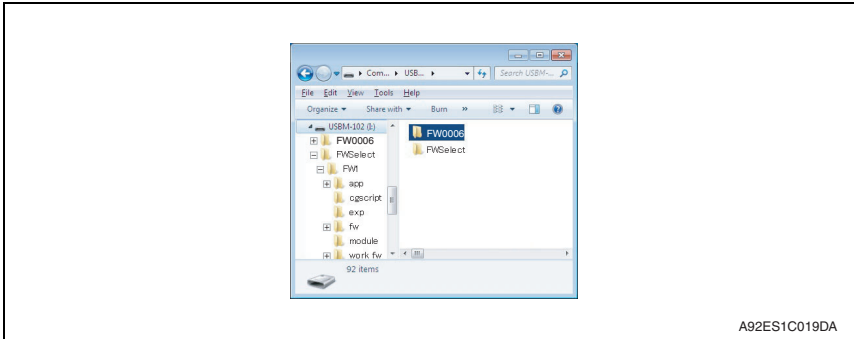 Com... USB... Search USBM-...
File Edit View Tools Help
Organize Share with Burn »
USBM-102 (I:)
FW0006
FWSelect
FW1
app
cgscript
exp
fw
module
work fw
FW0006
FWSelect
92 items
A92ES1C019DA